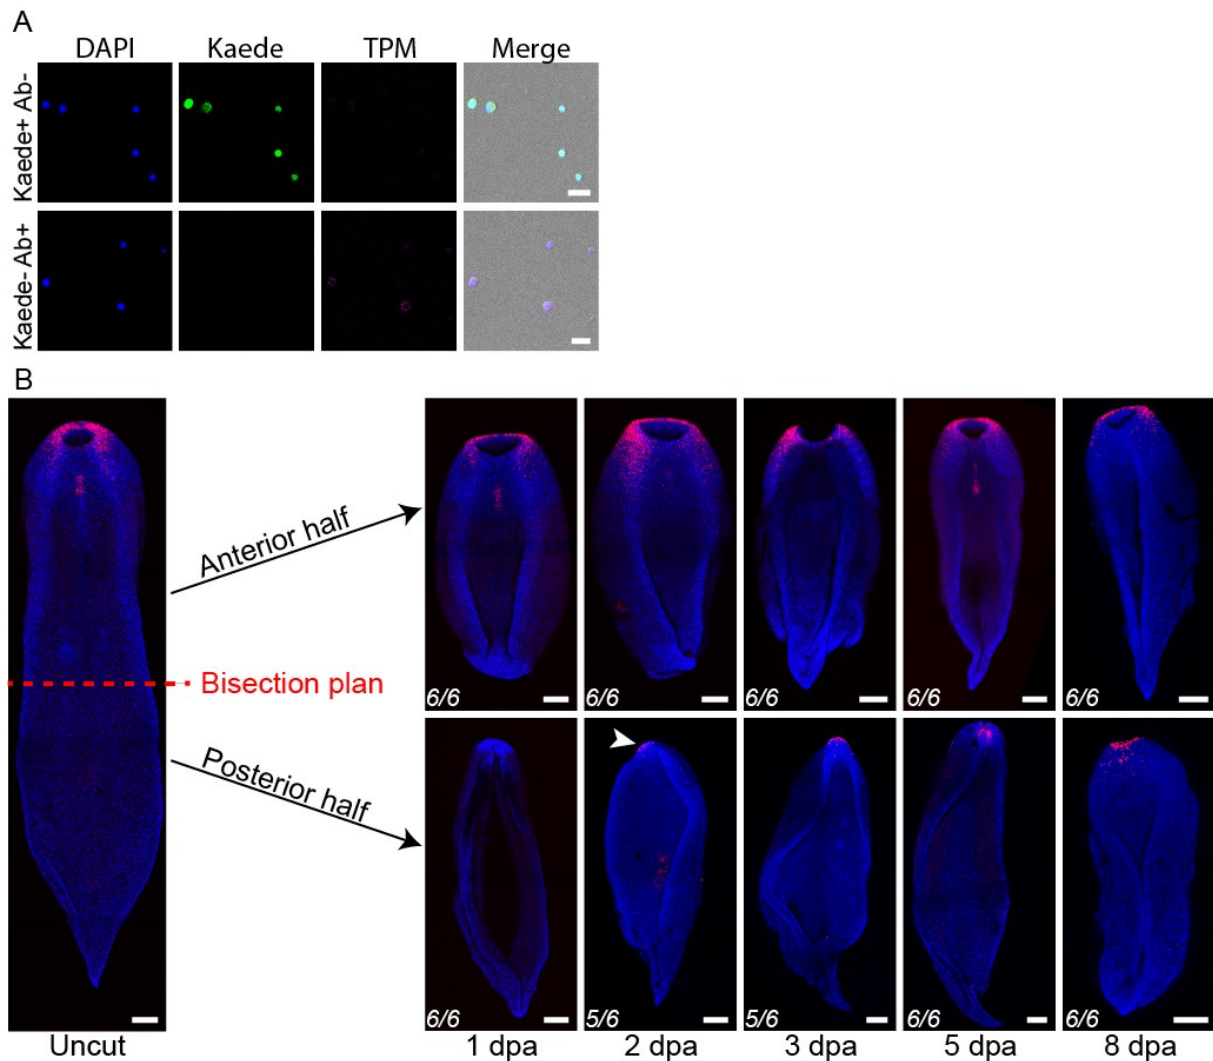 A
DAPI Kaede TPM Merge
Kaede+ Ab-
Kaede- Ab+
B
Anterior half
Bisection plan
Posterior half
6/6 6/6 6/6 6/6 6/6
6/6 5/6 5/6 6/6 6/6
Uncut 1 dpa 2 dpa 3 dpa 5 dpa 8 dpa